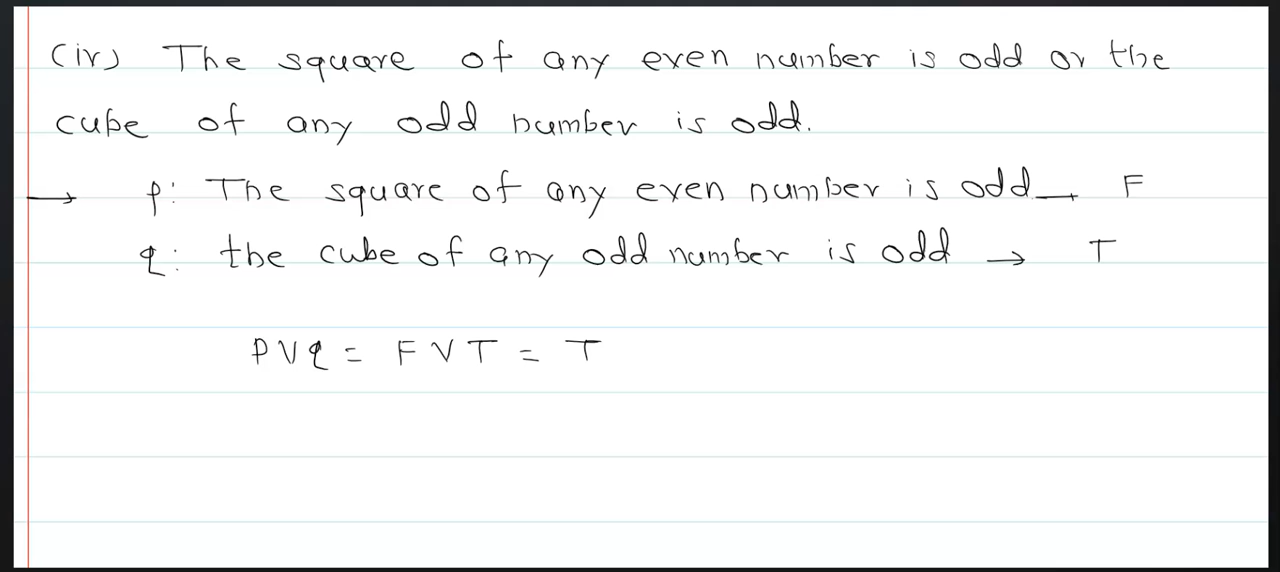 (iv) The square of any even number is odd or the
cube of any odd number is odd.
→ p: The square of any even number is odd → F
q: the cube of any odd number is odd → T
p∨q = F∨T = T